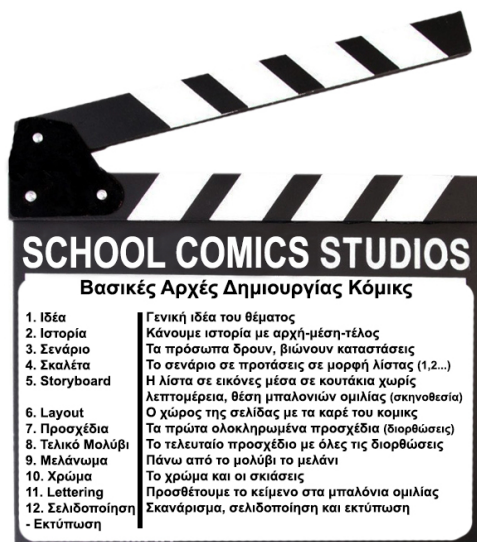 SCHOOL COMICS STUDIOS
Βασικές Αρχές Δημιουργίας Κόμικς
1. Ιδέα Γενική ιδέα του θέματος
2. Ιστορία Κάνουμε ιστορία με αρχή-μέση-τέλος
3. Σενάριο Τα πρόσωπα δρουν, βιώνουν καταστάσεις
4. Σκαλέτα Το σενάριο σε προτάσεις σε μορφή λίστας (1,2...)
5. Storyboard Η λίστα σε εικόνες μέσα σε κουτάκια χωρίς
λεπτομέρεια, θέση μπαλονιών ομιλίας (σκηνοθεσία)
6. Layout Ο χώρος της σελίδας με τα καρέ του κομικς
7. Προσχέδια Τα πρώτα ολοκληρωμένα προσχέδια (διορθώσεις)
8. Τελικό Μολύβι Το τελευταίο προσχέδιο με όλες τις διορθώσεις
9. Μελάνωμα Πάνω από το μολύβι το μελάνι
10. Χρώμα Το χρώμα και οι σκιάσεις
11. Lettering Προσθέτουμε το κείμενο στα μπαλόνια ομιλίας
12. Σελιδοποίηση Σκανάρισμα, σελιδοποίηση και εκτύπωση
- Εκτύπωση